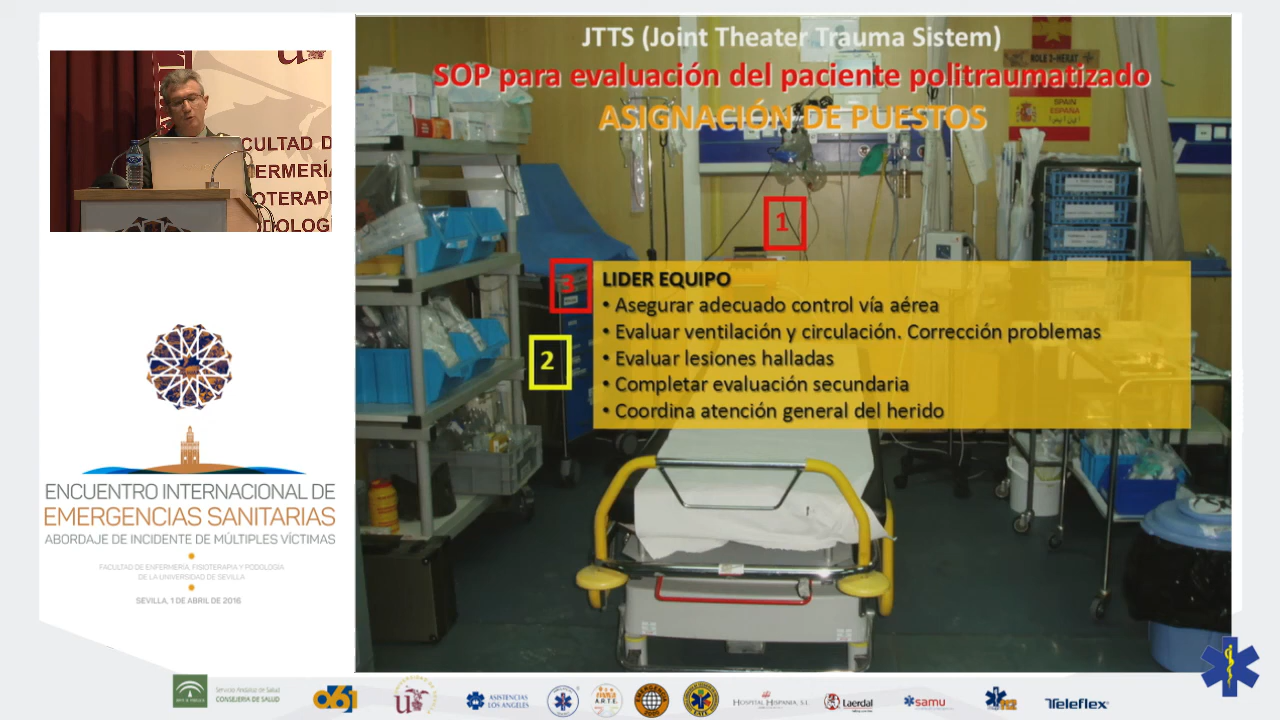 JTTS (Joint Theater Trauma Sistem)
SOP para evaluación del paciente politraumatizado
ASIGNACIÓN DE PUESTOS
ROLE 2-HERAT
SPAIN
ESPAÑA
1
3
2
LIDER EQUIPO
• Asegurar adecuado control vía aérea
• Evaluar ventilación y circulación. Corrección problemas
• Evaluar lesiones halladas
• Completar evaluación secundaria
• Coordina atención general del herido
CULTAD D
ERMERÍA
OTERAPI
DOLOGÍ
ENCUENTRO INTERNACIONAL DE
EMERGENCIAS SANITARIAS
ABORDAJE DE INCIDENTE DE MÚLTIPLES VÍCTIMAS
FACULTAD DE ENFERMERÍA, FISIOTERAPIA Y PODOLOGÍA
DE LA UNIVERSIDAD DE SEVILLA
SEVILLA, 1 DE ABRIL DE 2016
Servicio Andaluz de Salud
CONSEJERÍA DE SALUD
061
ASISTENCIAS
LOS ANGELES
A.R.T.E.
HOSPITAL HISPANIA, S.L.
Laerdal
samu
Teleflex